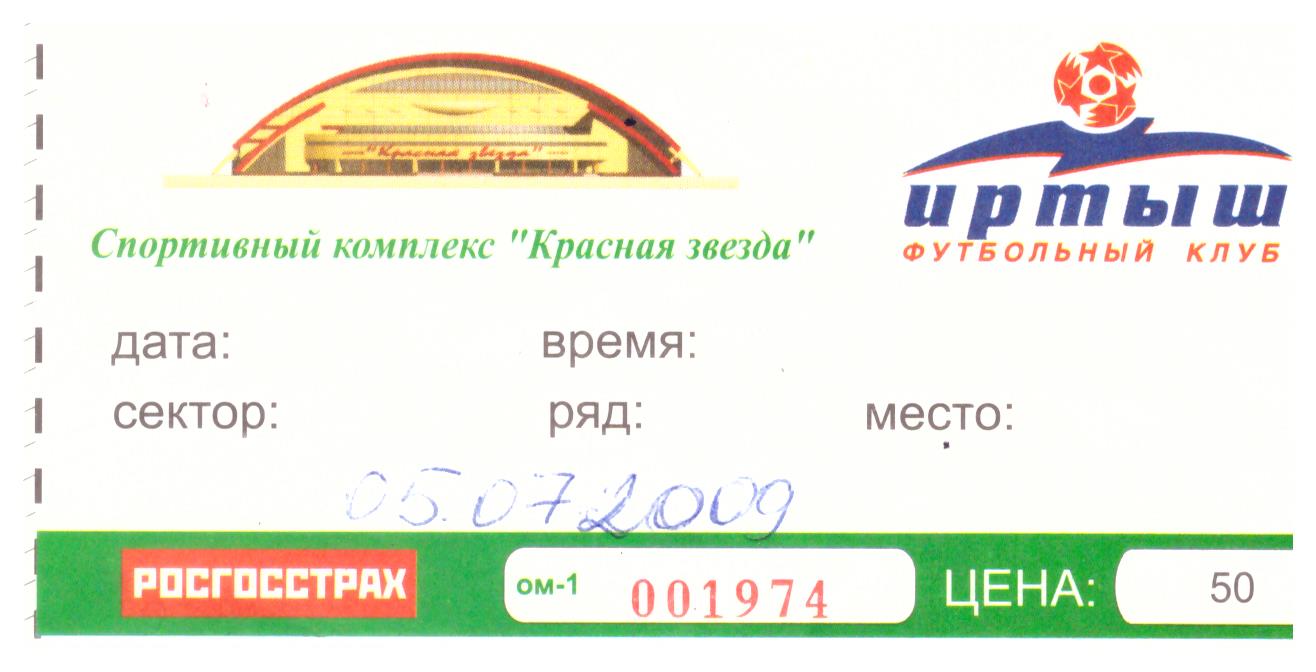 "Красная звезда"
Спортивный комплекс "Красная звезда"
иртыш
ФУТБОЛЬНЫЙ КЛУБ
дата: время:
сектор: ряд: место:
05.07.2009
РОСГОССТРАХ ом-1 001974 ЦЕНА: 50